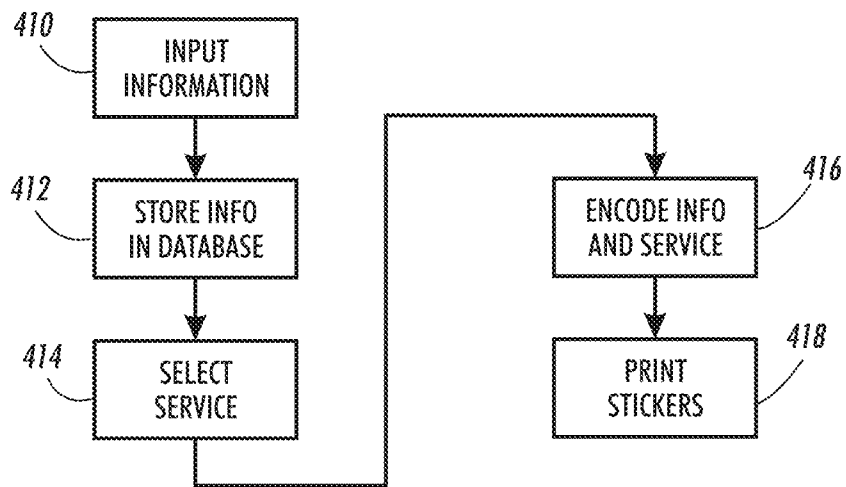 410
INPUT
INFORMATION
412
STORE INFO
IN DATABASE
414
SELECT
SERVICE
416
ENCODE INFO
AND SERVICE
418
PRINT
STICKERS